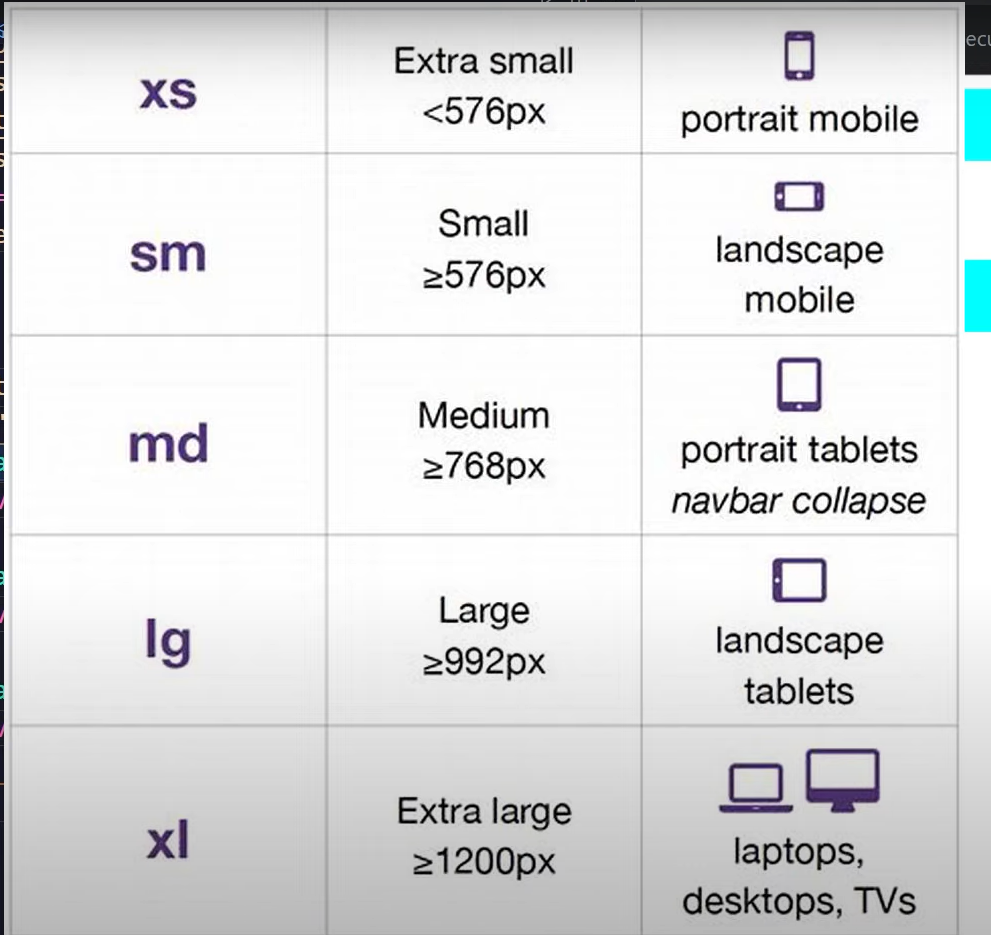 xs
Extra small
<576px
portrait mobile
sm
Small
≥576px
landscape
mobile
md
Medium
≥768px
portrait tablets
navbar collapse
lg
Large
≥992px
landscape
tablets
xl
Extra large
≥1200px
laptops,
desktops, TVs